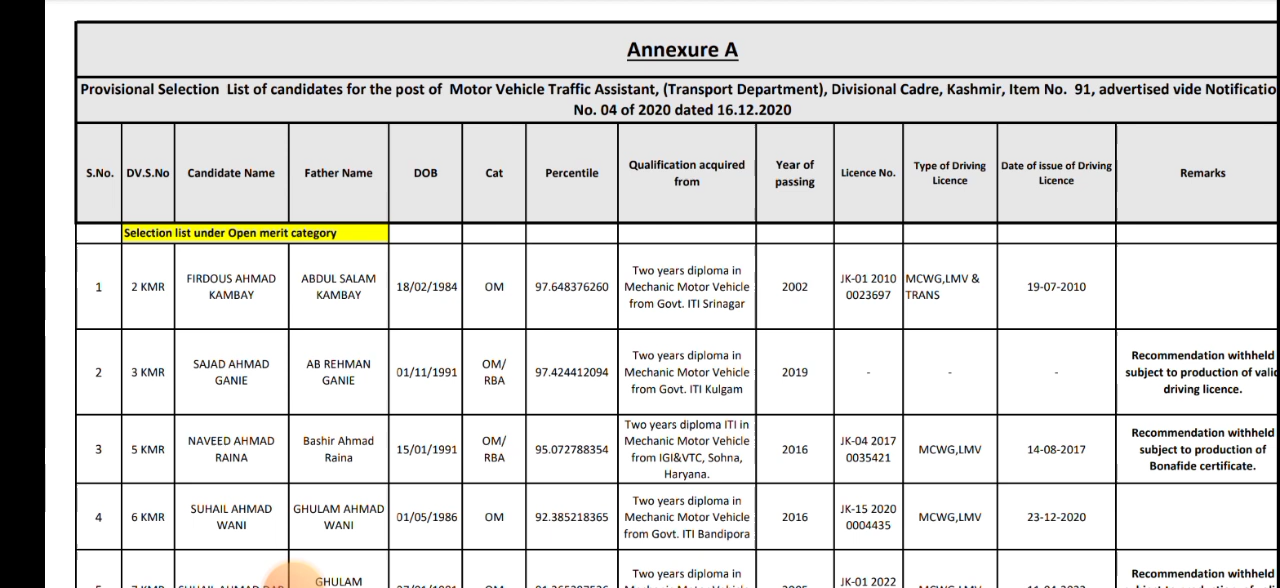 Annexure A
Provisional Selection List of candidates for the post of Motor Vehicle Traffic Assistant, (Transport Department), Divisional Cadre, Kashmir, Item No. 91, advertised vide Notificatio
No. 04 of 2020 dated 16.12.2020
S.No. DV.S.No Candidate Name Father Name DOB Cat Percentile Qualification acquired from Year of passing Licence No. Type of Driving Licence Date of issue of Driving Licence Remarks
Selection list under Open merit category
1 2 KMR FIRDOUS AHMAD KAMBAY ABDUL SALAM KAMBAY 18/02/1984 OM 97.648376260 Two years diploma in Mechanic Motor Vehicle from Govt. ITI Srinagar 2002 JK-01 2010 0023697 MCWG,LMV & TRANS 19-07-2010
2 3 KMR SAJAD AHMAD GANIE AB REHMAN GANIE 01/11/1991 OM/ RBA 97.424412094 Two years diploma in Mechanic Motor Vehicle from Govt. ITI Kulgam 2019 - - - Recommendation withheld subject to production of valid driving licence.
3 5 KMR NAVEED AHMAD RAINA Bashir Ahmad Raina 15/01/1991 OM/ RBA 95.072788354 Two years diploma ITI in Mechanic Motor Vehicle from IGI&VTC, Sohna, Haryana. 2016 JK-04 2017 0035421 MCWG,LMV 14-08-2017 Recommendation withheld subject to production of Bonafide certificate.
4 6 KMR SUHAIL AHMAD WANI GHULAM AHMAD WANI 01/05/1986 OM 92.385218365 Two years diploma in Mechanic Motor Vehicle from Govt. ITI Bandipora 2016 JK-15 2020 0004435 MCWG,LMV 23-12-2020
GHULAM Two years diploma in JK-01 2022 Recommendation withheld